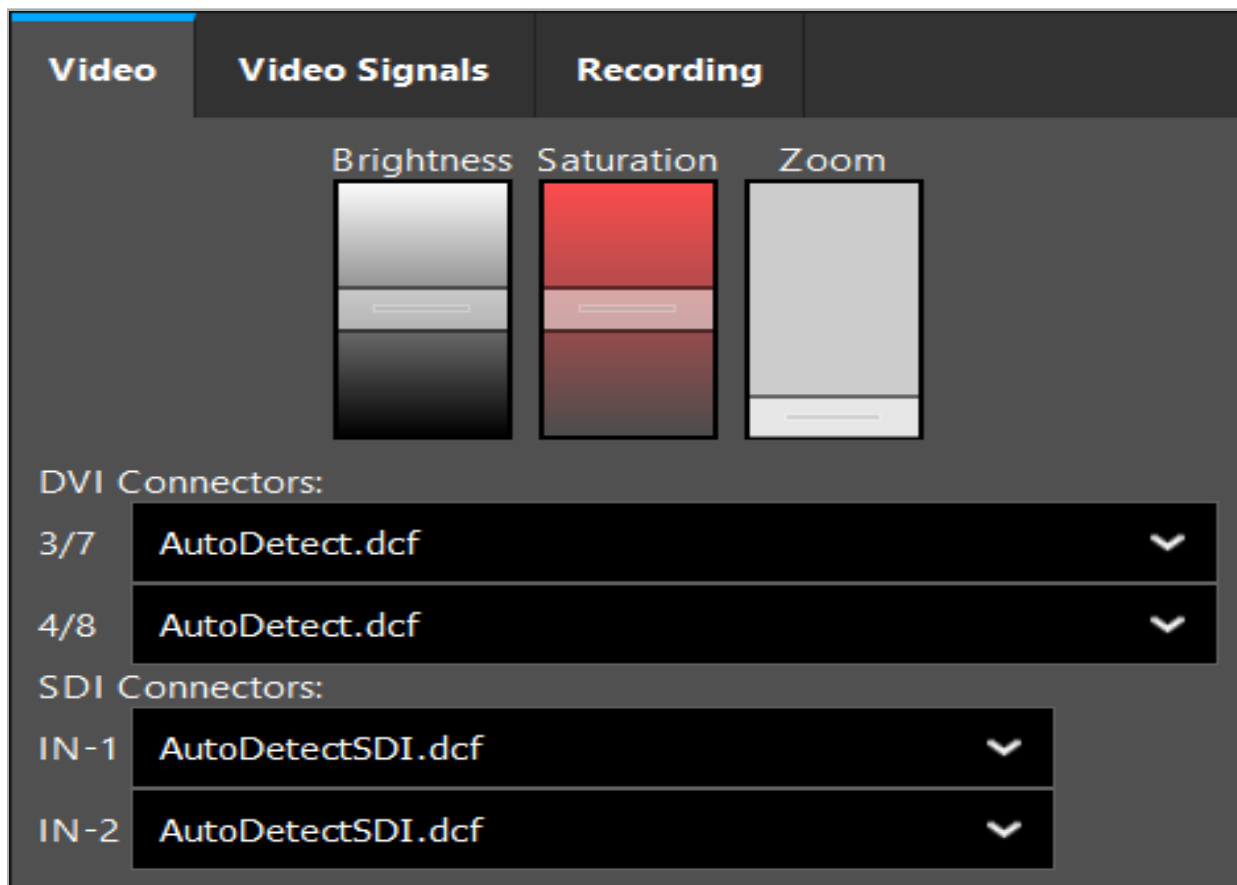 Video Video Signals Recording
Brightness Saturation Zoom
DVI Connectors:
3/7 AutoDetect.dcf
4/8 AutoDetect.dcf
SDI Connectors:
IN-1 AutoDetectSDI.dcf
IN-2 AutoDetectSDI.dcf